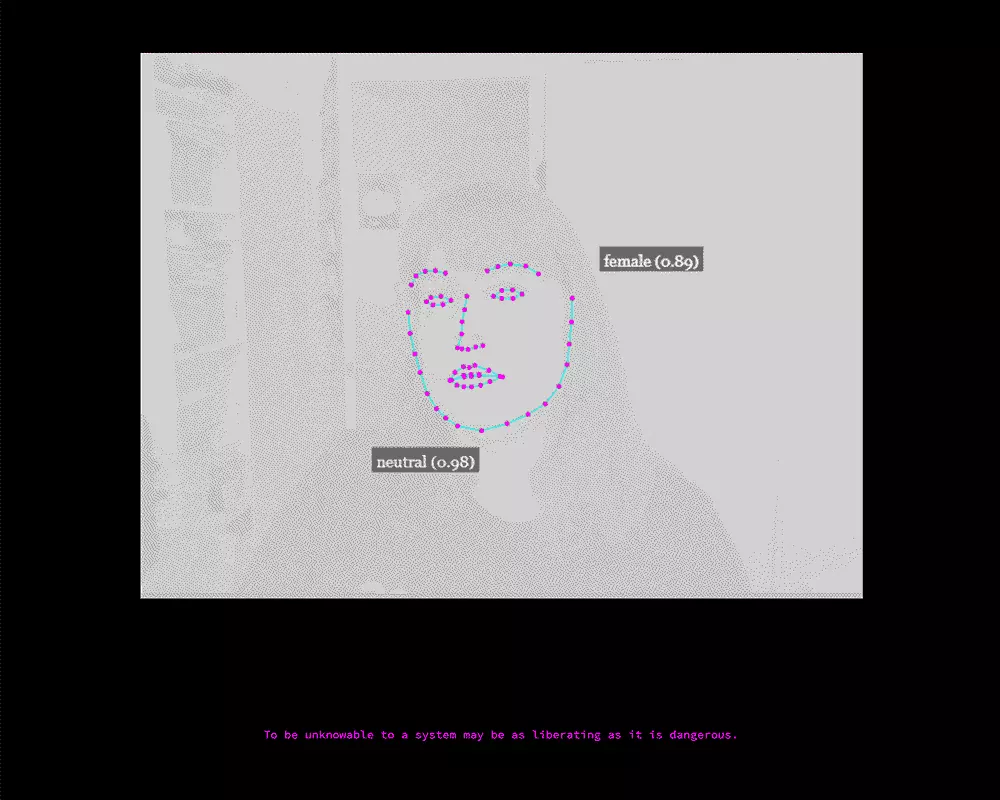 female (0.89)
neutral (0.98)
To be unknowable to a system may be as liberating as it is dangerous.